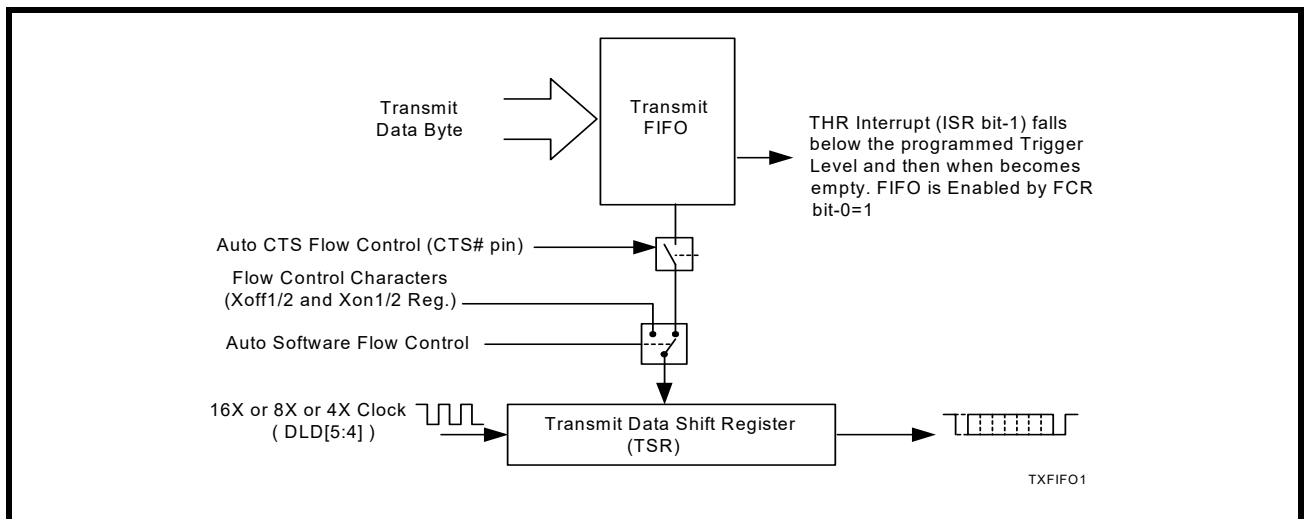 Transmit
Data Byte
Transmit
FIFO
THR Interrupt (ISR bit-1) falls
below the programmed Trigger
Level and then when becomes
empty. FIFO is Enabled by FCR
bit-0=1
Auto CTS Flow Control (CTS# pin)
Flow Control Characters
(Xoff1/2 and Xon1/2 Reg.)
Auto Software Flow Control
16X or 8X or 4X Clock
( DLD[5:4] )
Transmit Data Shift Register
(TSR)
TXFIFO1